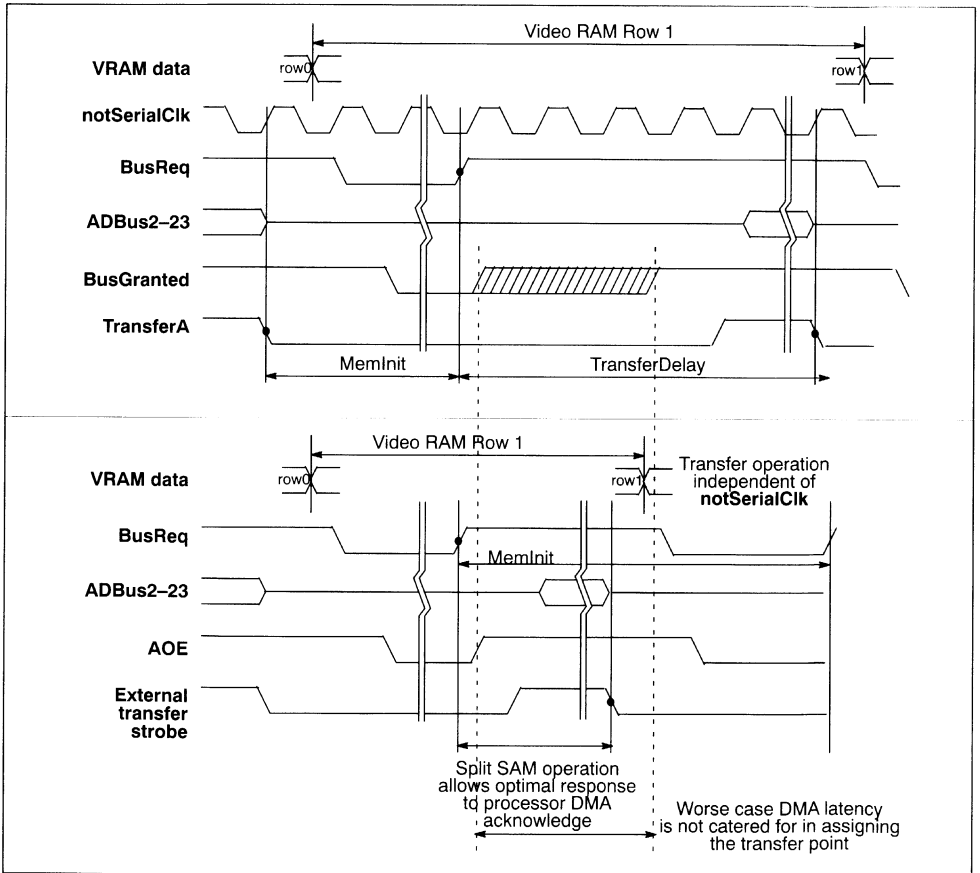 Video RAM Row 1
VRAM data
row0
row1
notSerialClk
BusReq
ADBus2–23
BusGranted
TransferA
MemInit
TransferDelay
Video RAM Row 1
VRAM data
row0
row1
Transfer operation
independent of
notSerialClk
BusReq
MemInit
ADBus2–23
AOE
External
transfer
strobe
Split SAM operation
allows optimal response
to processor DMA
acknowledge
Worse case DMA latency
is not catered for in assigning
the transfer point